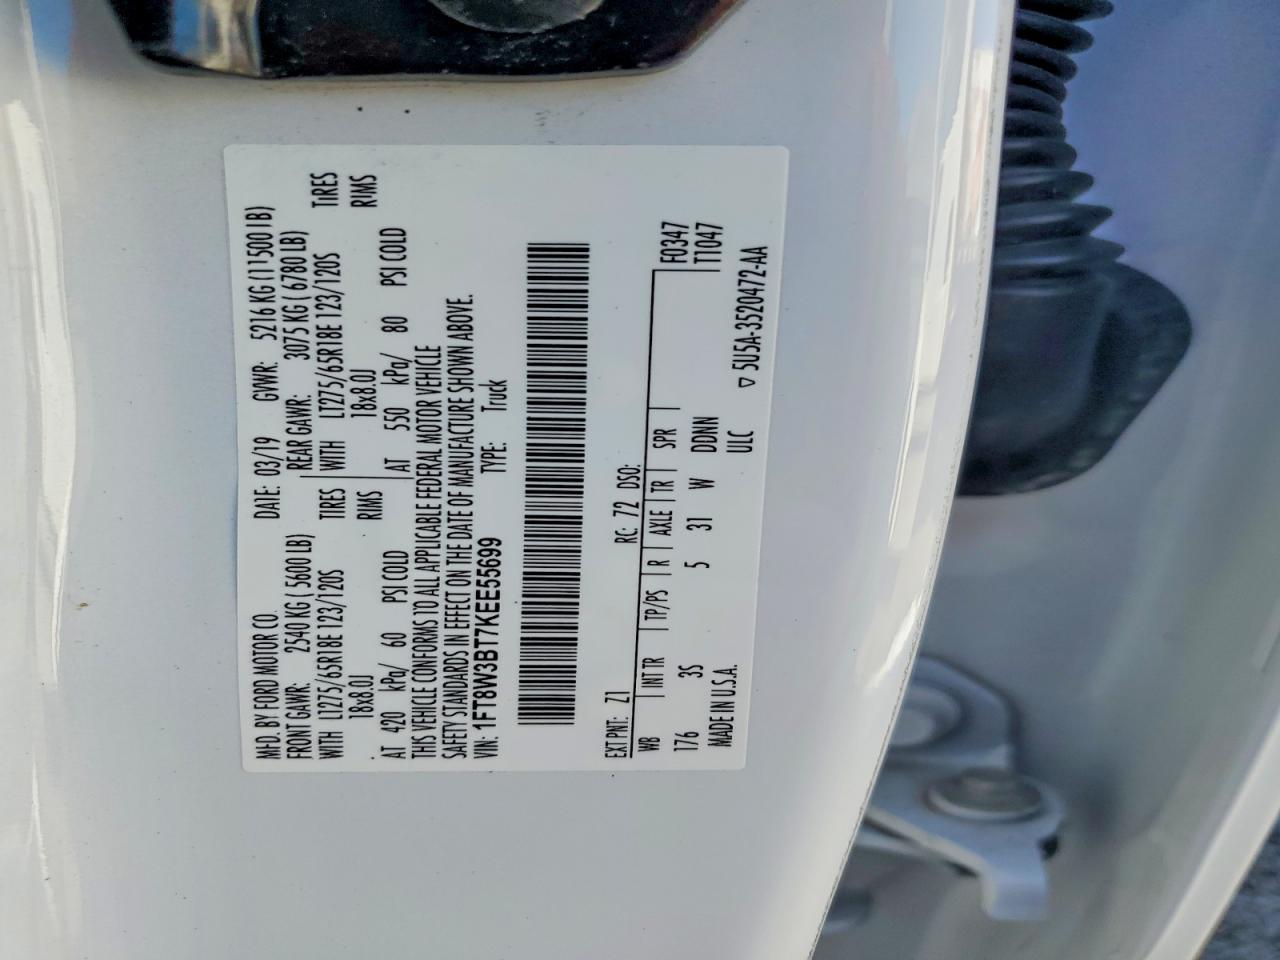 MFD. BY FORD MOTOR CO. DATE: 03/19 GVWR: 5216 KG (11500 lB)
FRONT GAWR: 2540 KG ( 5600 LB) REAR GAWR: 3075 KG ( 6780 LB)
WITH LT275/65R18E 123/120S TIRES WITH LT275/65R18E 123/120S TIRES
18x8.0J RIMS 18x8.0J RIMS
AT 420 kPa/ 60 PSI COLD AT 550 kPa/ 80 PSI COLD
THIS VEHICLE CONFORMS TO ALL APPLICABLE FEDERAL MOTOR VEHICLE
SAFETY STANDARDS IN EFFECT ON THE DATE OF MANUFACTURE SHOWN ABOVE.
VIN: 1FT8W3BT7KEE55699 TYPE: Truck
EXT PNT: Z1 RC: 72 DSO:
WB INT TR TP/PS R AXLE TR SPR F0347
176 3S 5 31 W DDNN T1047
MADE IN U.S.A. ULC ▽ 5U5A-3520472-AA